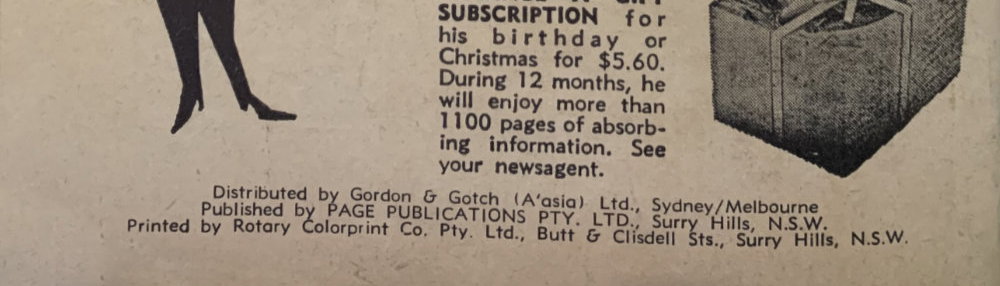 SUBSCRIPTION for
his birthday or
Christmas for $5.60.
During 12 months, he
will enjoy more than
1100 pages of absorb-
ing information. See
your newsagent.
Distributed by Gordon & Gotch (A'asia) Ltd., Sydney/Melbourne
Published by PAGE PUBLICATIONS PTY. LTD., Surry Hills, N.S.W.
Printed by Rotary Colorprint Co. Pty. Ltd., Butt & Clisdell Sts., Surry Hills, N.S.W.